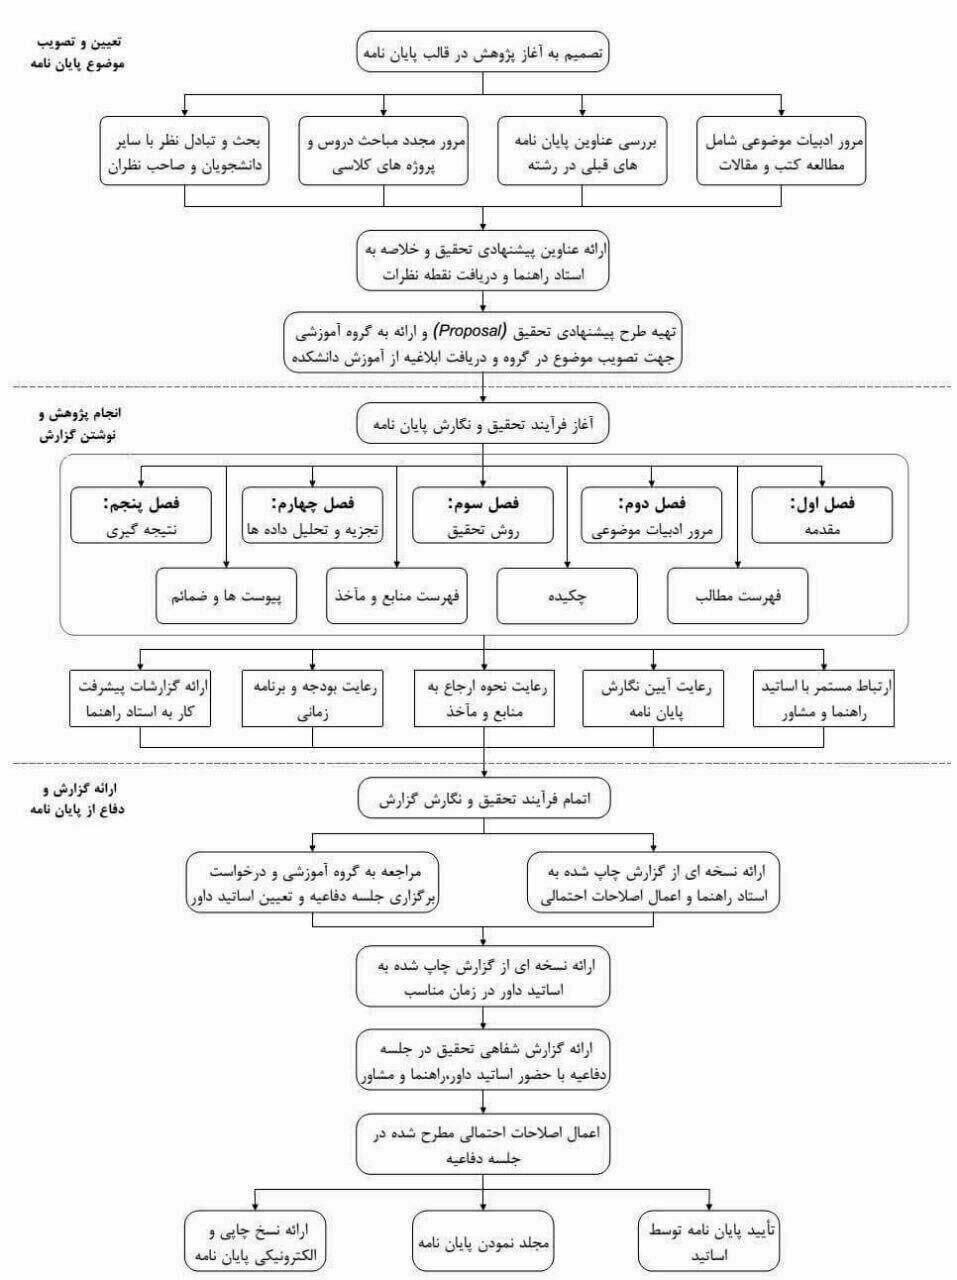 تعیین و تصویب
موضوع پایان نامه
تصمیم به آغاز پژوهش در قالب پایان نامه
مرور ادبیات موضوعی شامل
مطالعه کتب و مقالات
بررسی عناوین پایان نامه
های قبلی در رشته
مرور مجدد مباحث دروس و
پروژه های کلاسی
بحث و تبادل نظر با سایر
دانشجویان و صاحب نظران
ارائه عناوین پیشنهادی تحقیق و خلاصه به
استاد راهنما و دریافت نقطه نظرات
تهیه طرح پیشنهادی تحقیق (Proposal) و ارائه به گروه آموزشی
جهت تصویب موضوع در گروه و دریافت ابلاغیه از آموزش دانشکده
انجام پژوهش و
نوشتن گزارش
آغاز فرآیند تحقیق و نگارش پایان نامه
فصل اول:
مقدمه
فصل دوم:
مرور ادبیات موضوعی
فصل سوم:
روش تحقیق
فصل چهارم:
تجزیه و تحلیل داده ها
فصل پنجم:
نتیجه گیری
فهرست مطالب
چکیده
فهرست منابع و مآخذ
پیوست ها و ضمائم
ارتباط مستمر با اساتید
راهنما و مشاور
رعایت آیین نگارش
پایان نامه
رعایت نحوه ارجاع به
منابع و مآخذ
رعایت بودجه و برنامه
زمانی
ارائه گزارشات پیشرفت
کار به استاد راهنما
ارائه گزارش و
دفاع از پایان نامه
اتمام فرآیند تحقیق و نگارش گزارش
ارائه نسخه ای از گزارش چاپ شده به
استاد راهنما و اعمال اصلاحات احتمالی
مراجعه به گروه آموزشی و درخواست
برگزاری جلسه دفاعیه و تعیین اساتید داور
ارائه نسخه ای از گزارش چاپ شده به
اساتید داور در زمان مناسب
ارائه گزارش شفاهی تحقیق در جلسه
دفاعیه با حضور اساتید داور،راهنما و مشاور
اعمال اصلاحات احتمالی مطرح شده در
جلسه دفاعیه
تأیید پایان نامه توسط
اساتید
مجلد نمودن پایان نامه
ارائه نسخ چاپی و
الکترونیکی پایان نامه